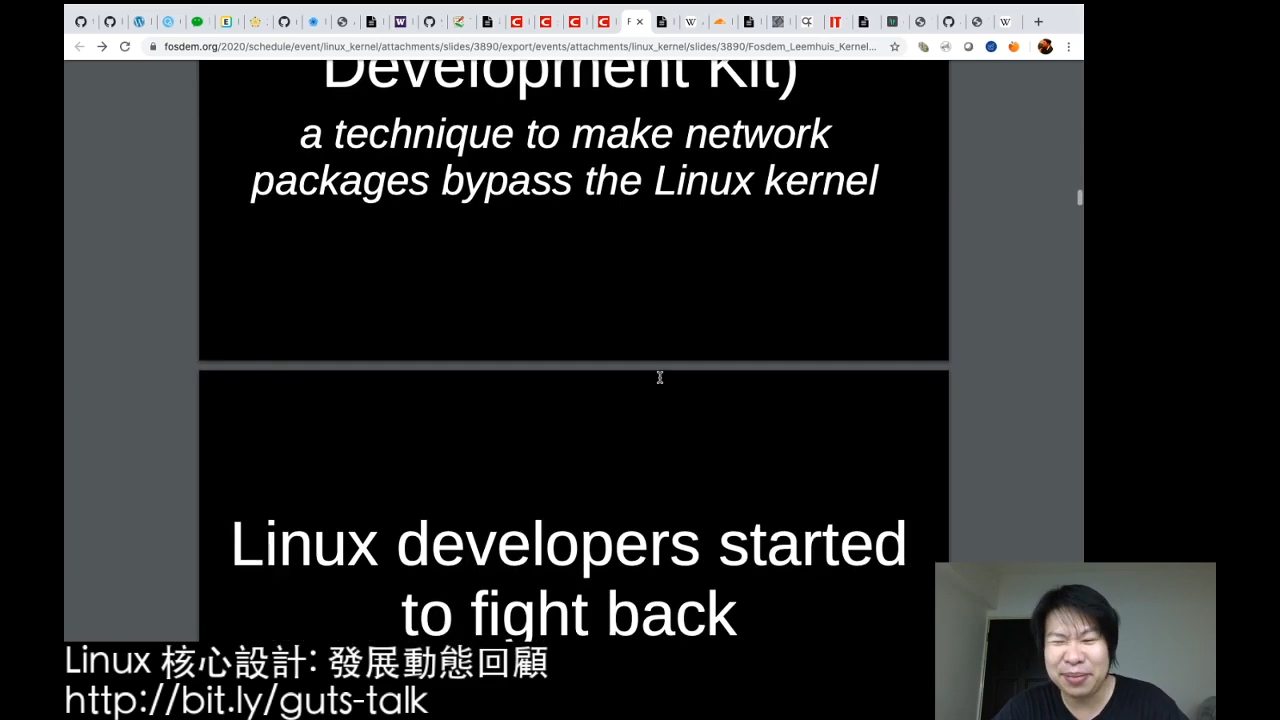 fosdem.org/2020/schedule/event/linux_kernel/attachments/slides/3890/export/events/attachments/linux_kernel/slides/3890/Fosdem_Leemhuis_Kernel...
Development Kit)
a technique to make network
packages bypass the Linux kernel
Linux developers started
to fight back
Linux 核心設計: 發展動態回顧
http://bit.ly/guts-talk